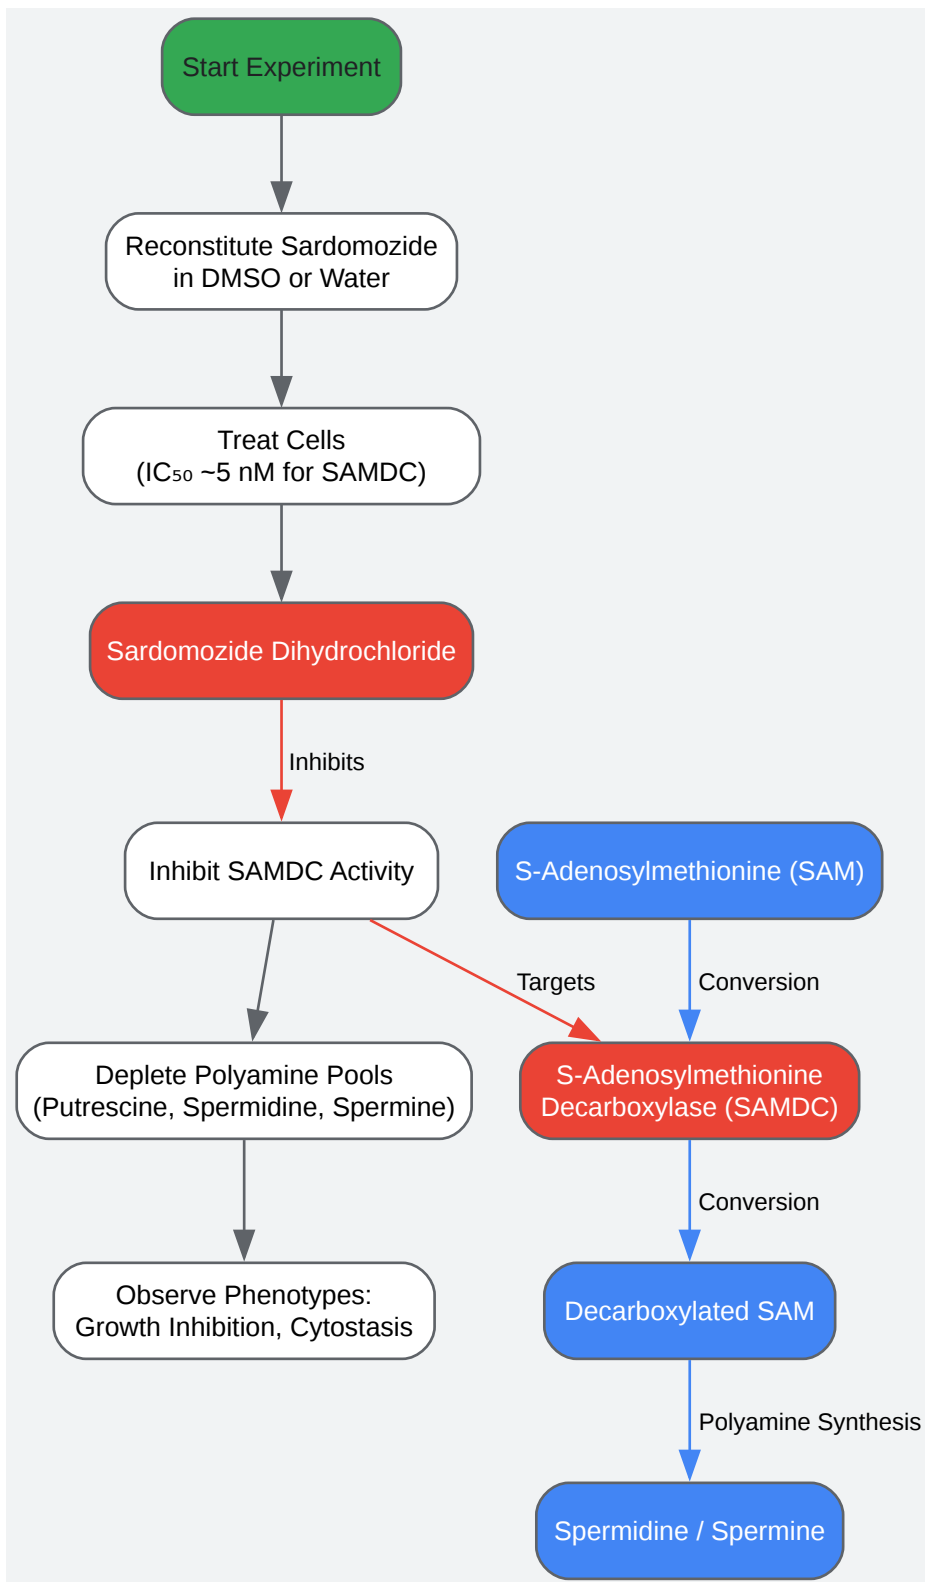 Start Experiment
Reconstitute Sardomozide
in DMSO or Water
Treat Cells
(IC₅₀ ~5 nM for SAMDC)
Sardomozide Dihydrochloride
Inhibits
Inhibit SAMDC Activity
S-Adenosylmethionine (SAM)
Targets
Conversion
Deplete Polyamine Pools
(Putrescine, Spermidine, Spermine)
S-Adenosylmethionine
Decarboxylase (SAMDC)
Conversion
Observe Phenotypes:
Growth Inhibition, Cytostasis
Decarboxylated SAM
Polyamine Synthesis
Spermidine / Spermine